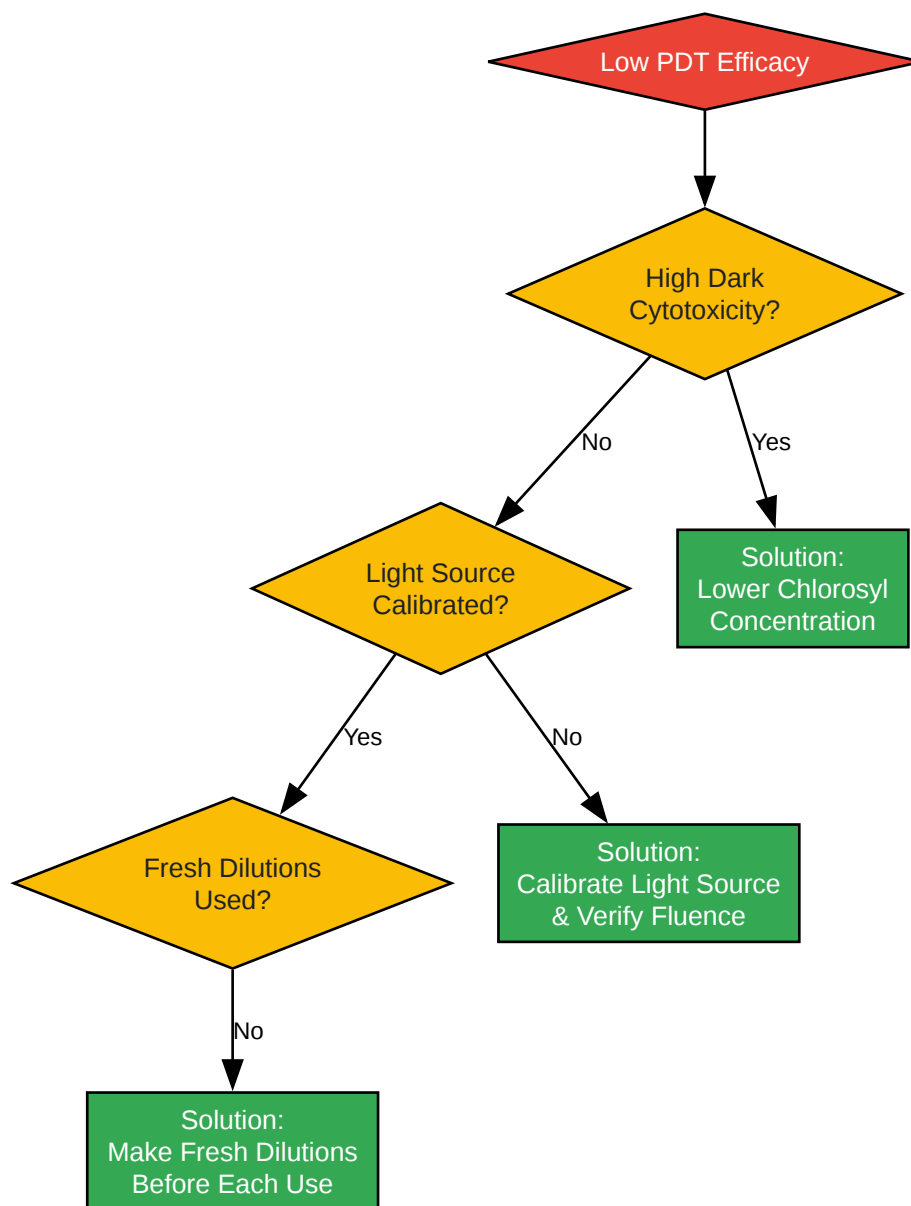 Low PDT Efficacy
High Dark
Cytotoxicity?
No
Yes
Light Source
Calibrated?
Solution:
Lower Chlorosyl
Concentration
Yes
No
Fresh Dilutions
Used?
Solution:
Calibrate Light Source
& Verify Fluence
No
Solution:
Make Fresh Dilutions
Before Each Use